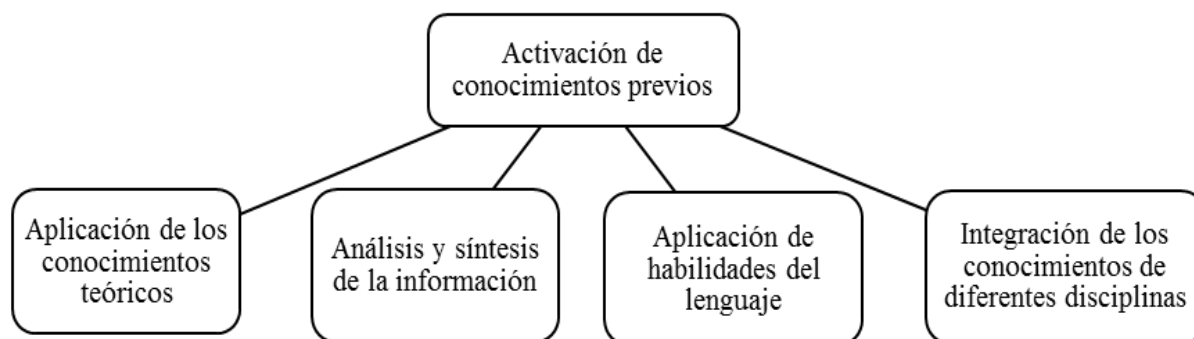 Activación de
conocimientos previos
Aplicación de los
conocimientos
teóricos
Análisis y síntesis
de la información
Aplicación de
habilidades del
lenguaje
Integración de los
conocimientos de
diferentes disciplinas